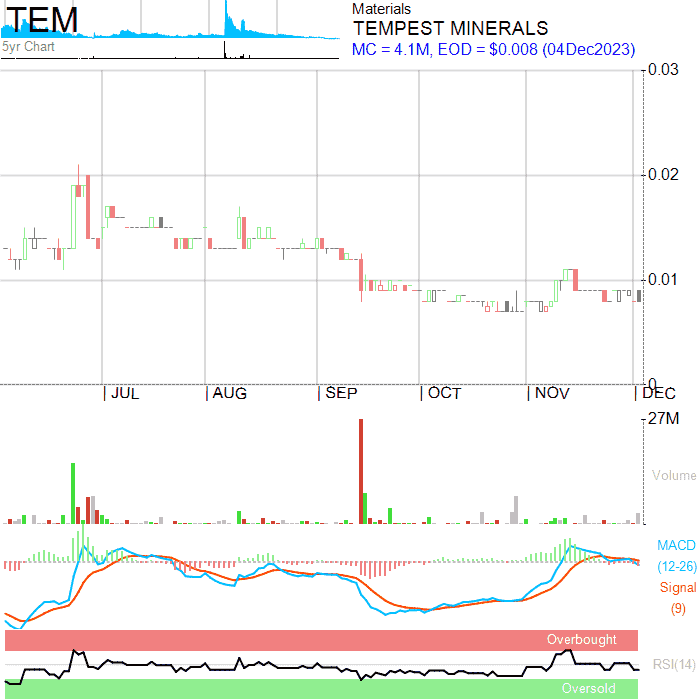 TEM
5yr Chart
Materials
TEMPEST MINERALS
MC = 4.1M, EOD = $0.008 (04Dec2023)
0.03
0.02
0.01
0
JUL
AUG
SEP
OCT
NOV
DEC
27M
Volume
MACD
(12-26)
Signal
(9)
Overbought
RSI(14)
Oversold